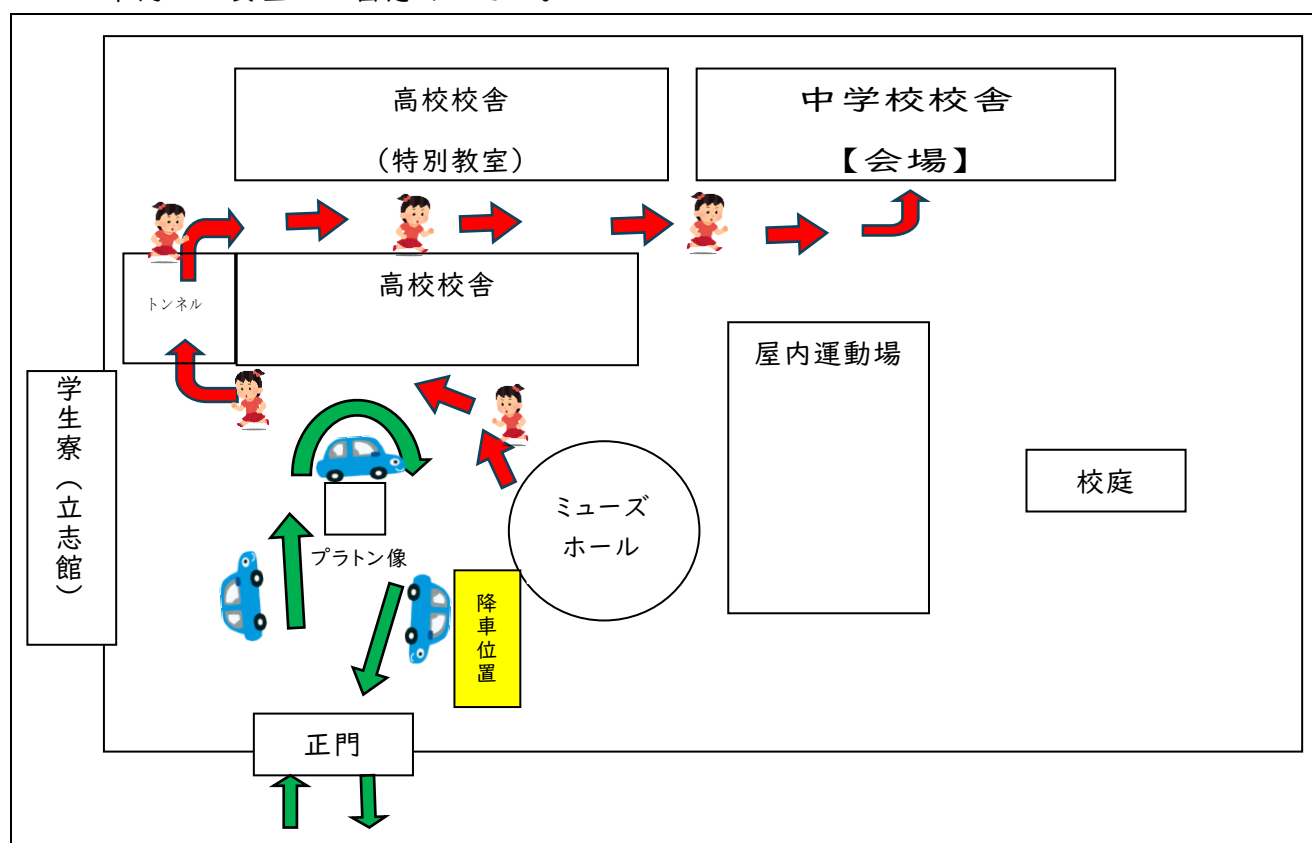 高校校舎
（特別教室）
中学校校舎
【会場】
トンネル
高校校舎
屋内運動場
学生寮（立志館）
校庭
ミューズ
ホール
プラトン像
降車位置
正門